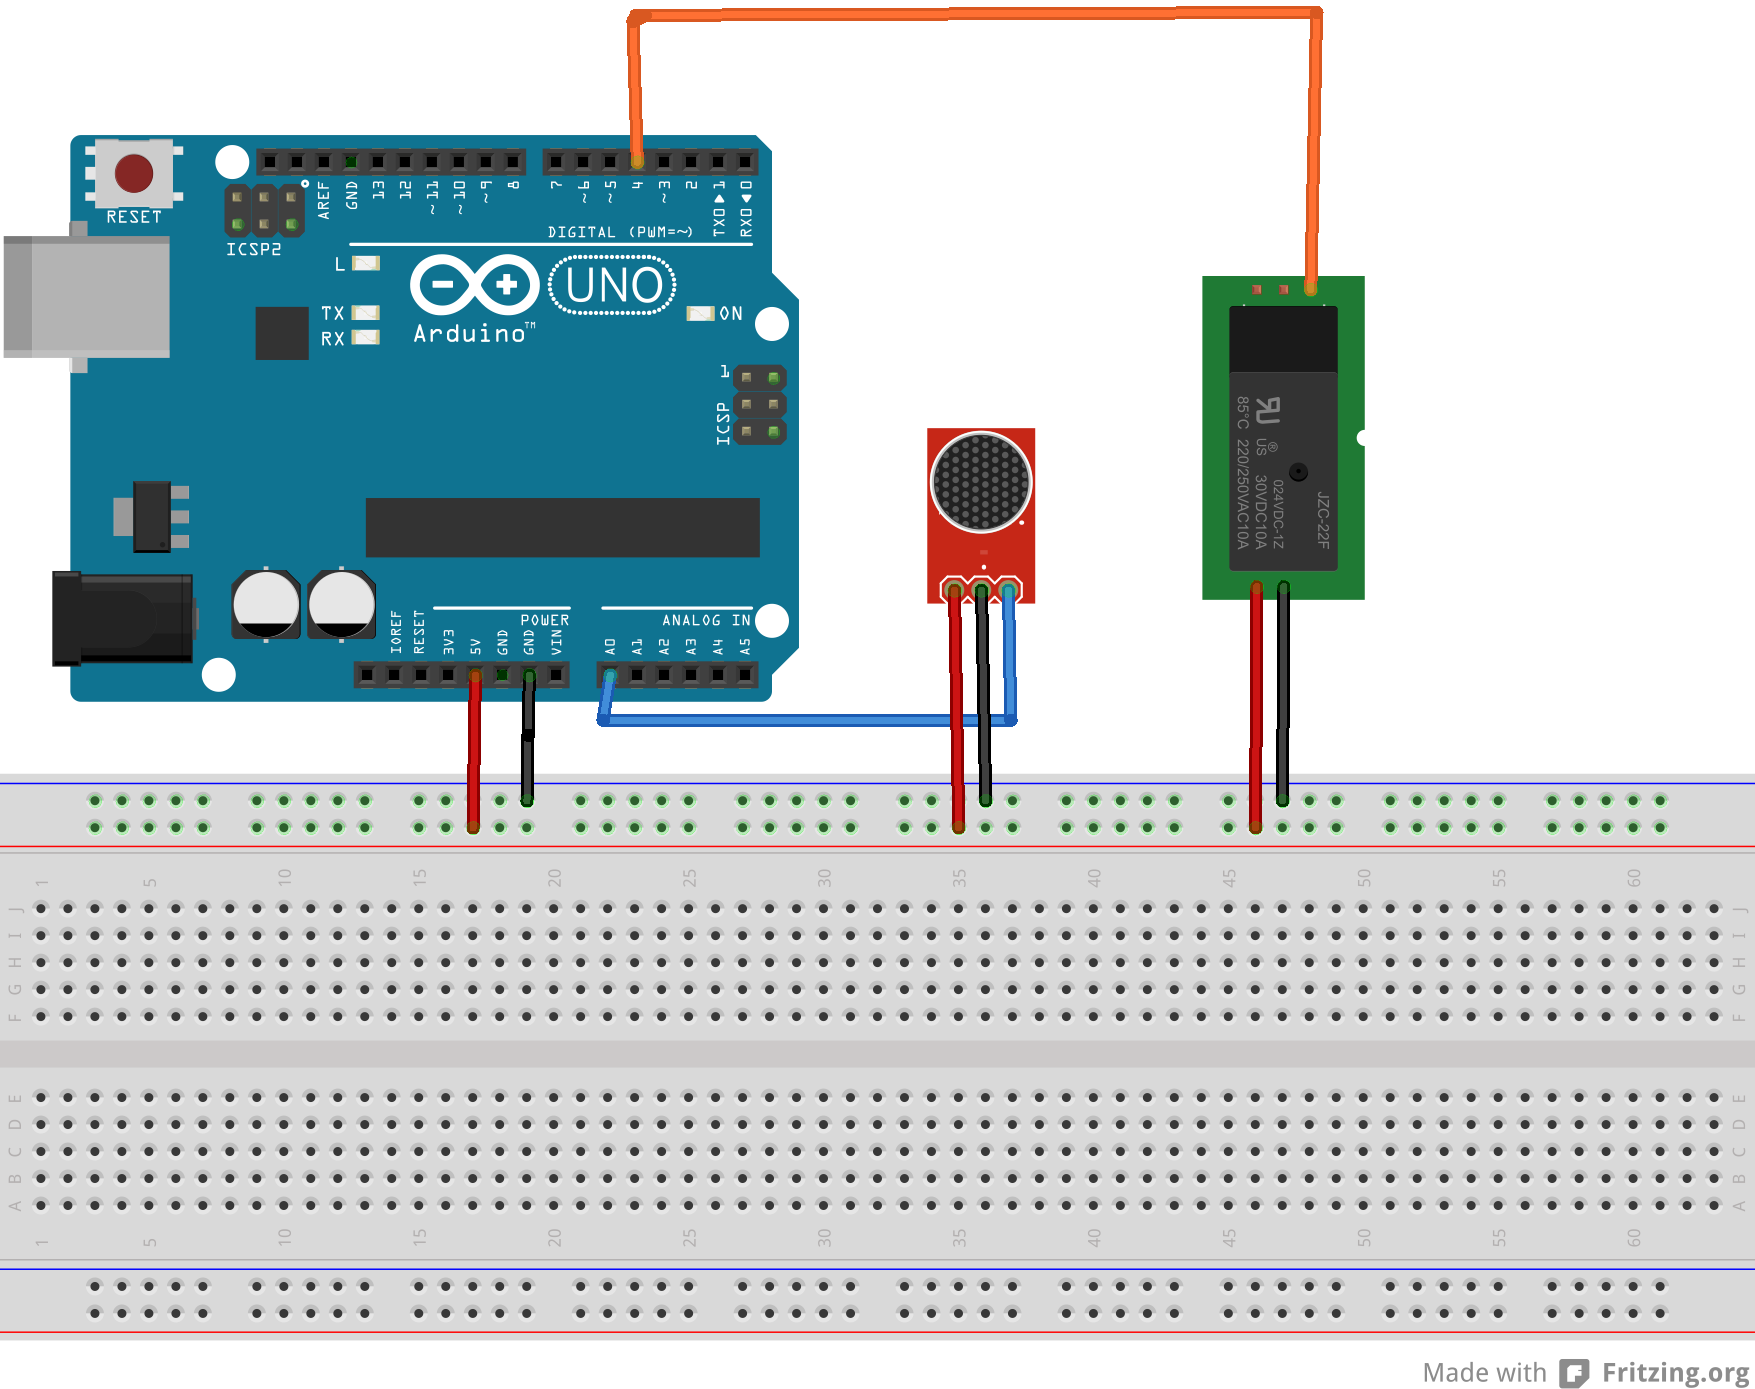 RESET
ICSP2
AREF
GND
13
12
~11
~10
~9
8
7
~6
~5
4
~3
2
TX0▶1
RX0◀0
DIGITAL (PWM=~)
L
TX
RX
Arduino™
UNO
ON
1
ICSP
IOREF
RESET
3V3
5V
GND
GND
VIN
POWER
A0
A1
A2
A3
A4
A5
ANALOG IN
JZC-22F
024VDC-1Z
US ® 30VDC10A
85°C 220/250VAC10A
1 5 10 15 20 25 30 35 40 45 50 55 60
J J
I I
H H
G G
F F
E E
D D
C C
B B
A A
1 5 10 15 20 25 30 35 40 45 50 55 60
Made with Fritzing.org